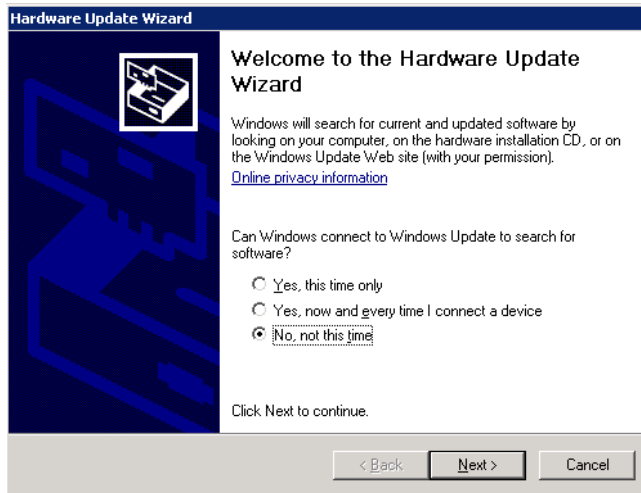 Hardware Update Wizard
Welcome to the Hardware Update
Wizard
Windows will search for current and updated software by
looking on your computer, on the hardware installation CD, or on
the Windows Update Web site (with your permission).
Online privacy information
Can Windows connect to Windows Update to search for
software?
Yes, this time only
Yes, now and every time I connect a device
No, not this time
Click Next to continue.
< Back Next > Cancel